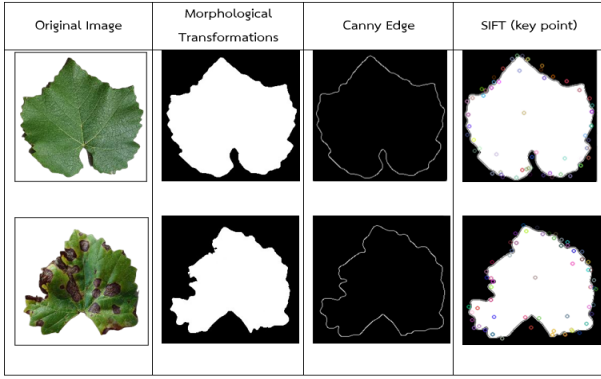 Original Image
Morphological
Transformations
Canny Edge
SIFT (key point)